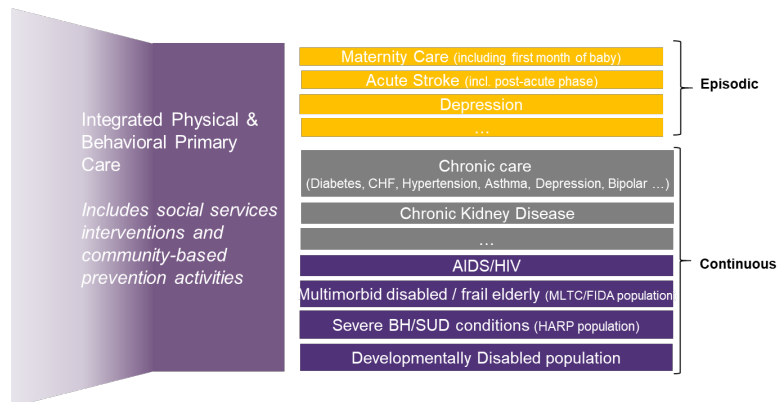 Integrated Physical &
Behavioral Primary
Care
Includes social services
interventions and
community-based
prevention activities
Maternity Care (including first month of baby)
Acute Stroke (incl. post-acute phase)
Depression
...
Episodic
Chronic care
(Diabetes, CHF, Hypertension, Asthma, Depression, Bipolar ...)
Chronic Kidney Disease
...
AIDS/HIV
Multimorbid disabled / frail elderly (MLTC/FIDA population
Severe BH/SUD conditions (HARP population)
Developmentally Disabled population
Continuous